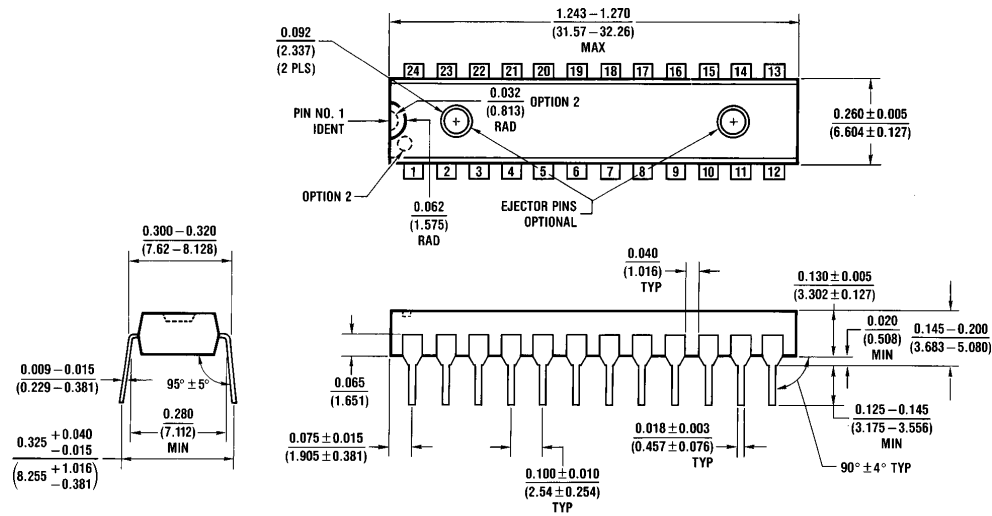 1.243 – 1.270
(31.57 – 32.26)
MAX
0.092
(2.337)
(2 PLS)
24 23 22 21 20 19 18 17 16 15 14 13
0.032
(0.813)
RAD
OPTION 2
PIN NO. 1
IDENT
0.260 ± 0.005
(6.604 ± 0.127)
1 2 3 4 5 6 7 8 9 10 11 12
OPTION 2
0.062
(1.575)
RAD
EJECTOR PINS
OPTIONAL
0.300 – 0.320
(7.62 – 8.128)
0.009 – 0.015
(0.229 – 0.381)
95° ± 5°
0.280
(7.112)
MIN
0.325 +0.040
−0.015
(8.255 +1.016
−0.381)
0.040
(1.016)
TYP
0.130 ± 0.005
(3.302 ± 0.127)
0.020
(0.508)
MIN
0.145 – 0.200
(3.683 – 5.080)
0.065
(1.651)
0.125 – 0.145
(3.175 – 3.556)
MIN
0.075 ± 0.015
(1.905 ± 0.381)
0.018 ± 0.003
(0.457 ± 0.076)
TYP
0.100 ± 0.010
(2.54 ± 0.254)
TYP
90° ± 4° TYP